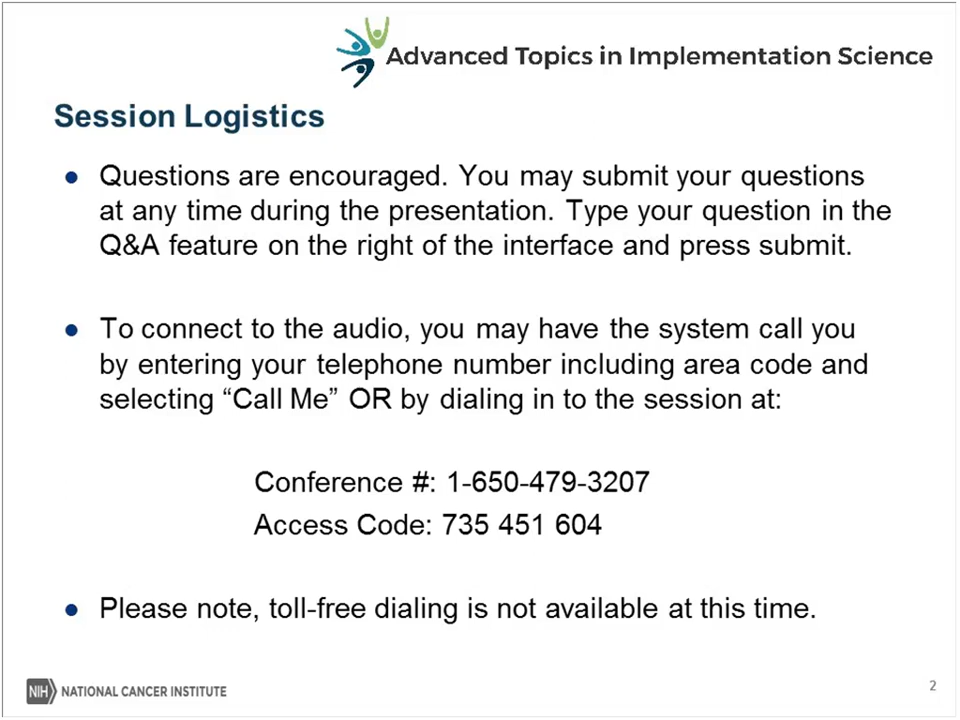 Advanced Topics in Implementation Science
Session Logistics
● Questions are encouraged. You may submit your questions
at any time during the presentation. Type your question in the
Q&A feature on the right of the interface and press submit.
● To connect to the audio, you may have the system call you
by entering your telephone number including area code and
selecting “Call Me” OR by dialing in to the session at:
Conference #: 1-650-479-3207
Access Code: 735 451 604
● Please note, toll-free dialing is not available at this time.
NIH NATIONAL CANCER INSTITUTE
2